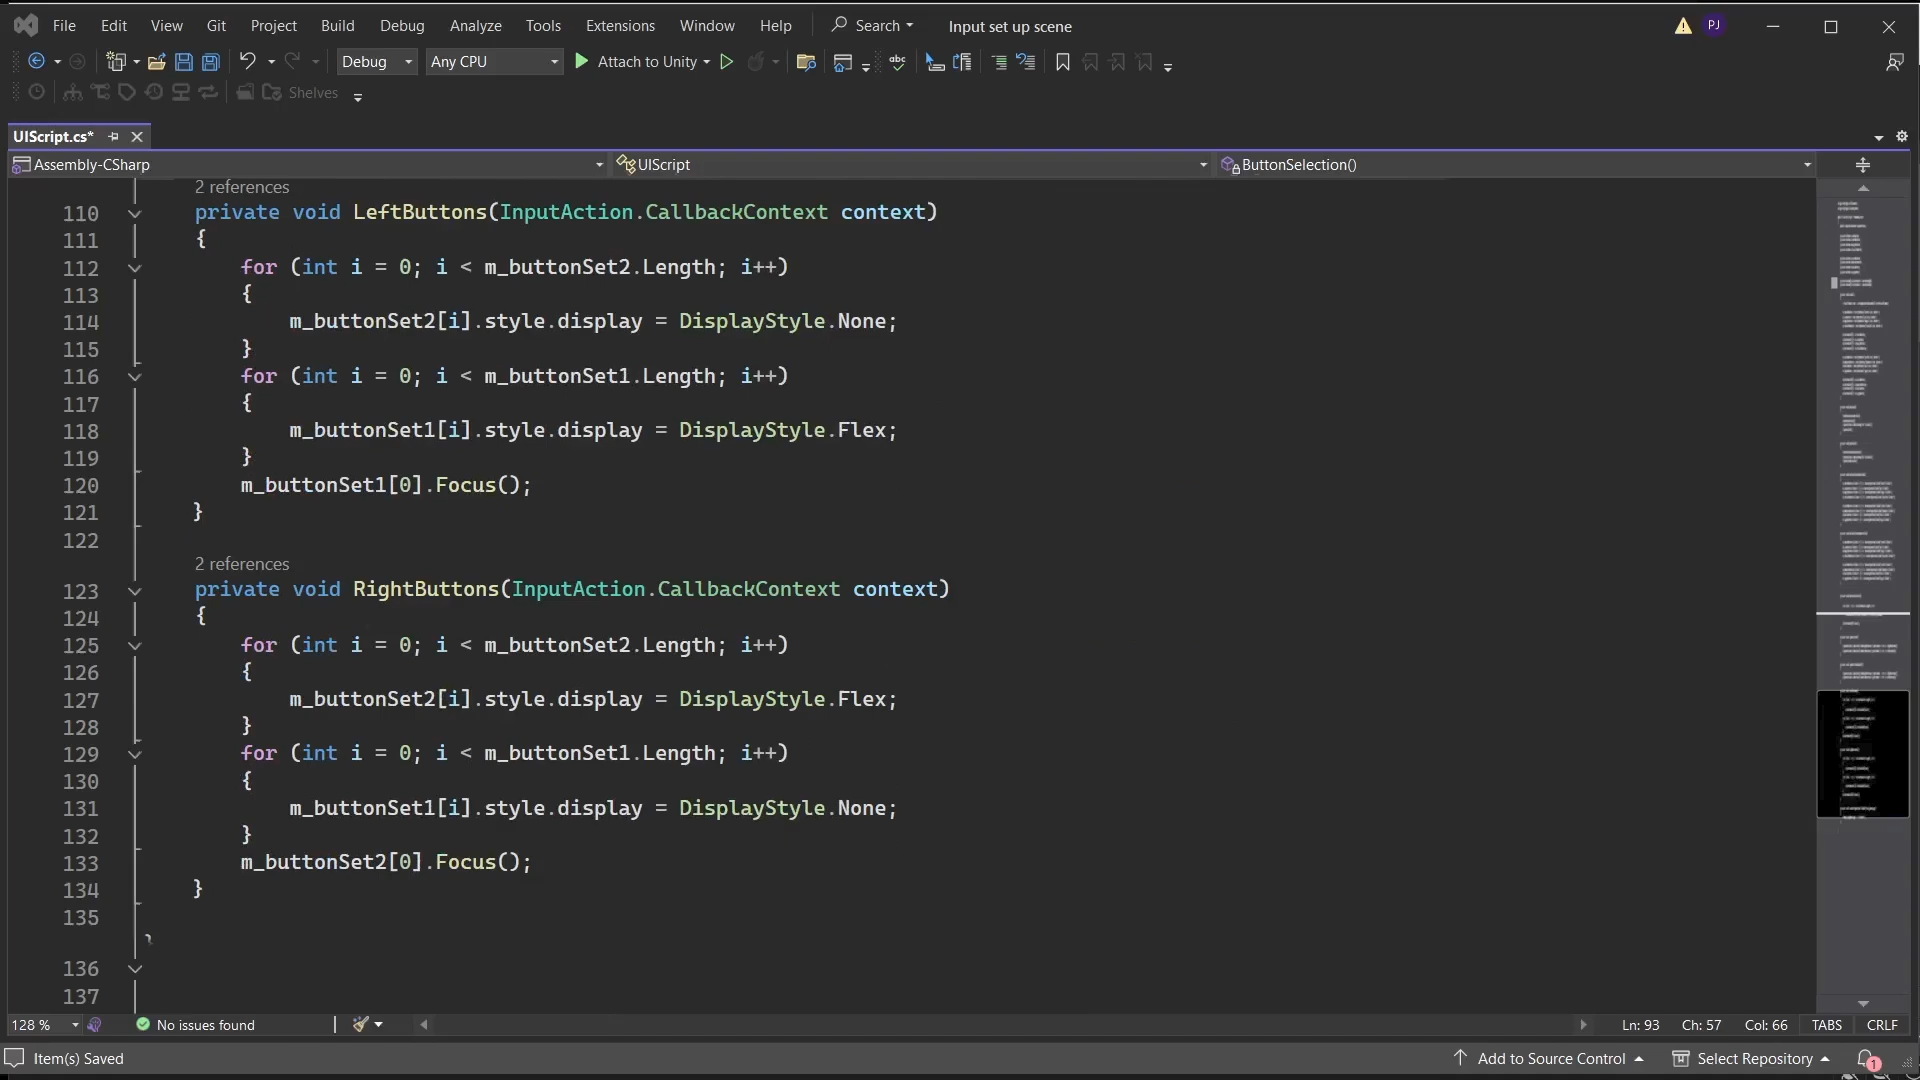 File Edit View Git Project Build Debug Analyze Tools Extensions Window Help Search Input set up scene PJ
Debug Any CPU Attach to Unity abc
Shelves
UIScript.cs*
Assembly-CSharp UIScript ButtonSelection()
2 references
110 private void LeftButtons(InputAction.CallbackContext context)
111 {
112 for (int i = 0; i < m_buttonSet2.Length; i++)
113 {
114 m_buttonSet2[i].style.display = DisplayStyle.None;
115 }
116 for (int i = 0; i < m_buttonSet1.Length; i++)
117 {
118 m_buttonSet1[i].style.display = DisplayStyle.Flex;
119 }
120 m_buttonSet1[0].Focus();
121 }
122
2 references
123 private void RightButtons(InputAction.CallbackContext context)
124 {
125 for (int i = 0; i < m_buttonSet2.Length; i++)
126 {
127 m_buttonSet2[i].style.display = DisplayStyle.Flex;
128 }
129 for (int i = 0; i < m_buttonSet1.Length; i++)
130 {
131 m_buttonSet1[i].style.display = DisplayStyle.None;
132 }
133 m_buttonSet2[0].Focus();
134 }
135
136
137
128 % No issues found Ln: 93 Ch: 57 Col: 66 TABS CRLF
Item(s) Saved Add to Source Control Select Repository 1